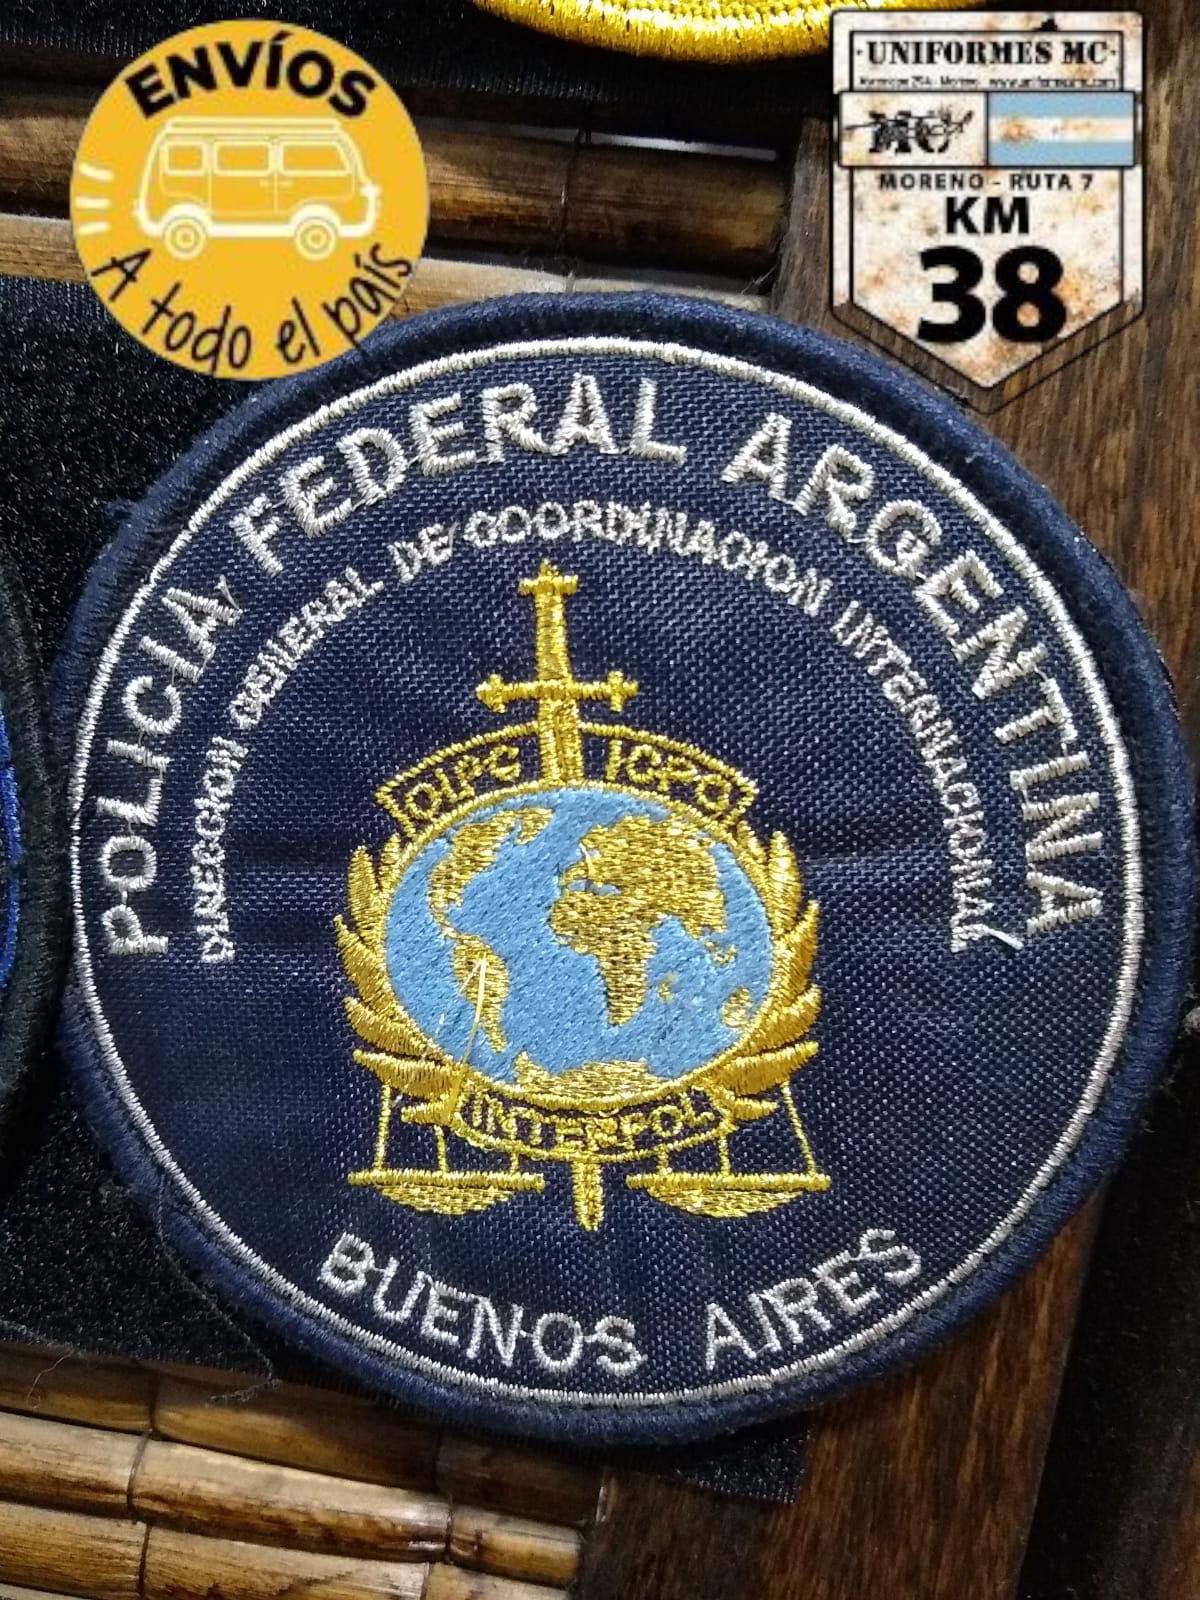 ENVÍOS
A todo el país
·UNIFORMES MC·
MC
MORENO - RUTA 7
KM
38
POLICIA FEDERAL ARGENTINA
DIRECCION GENERAL DE COORDINACION INTERNACIONAL
OIPC ICPO
INTERPOL
BUENOS AIRES